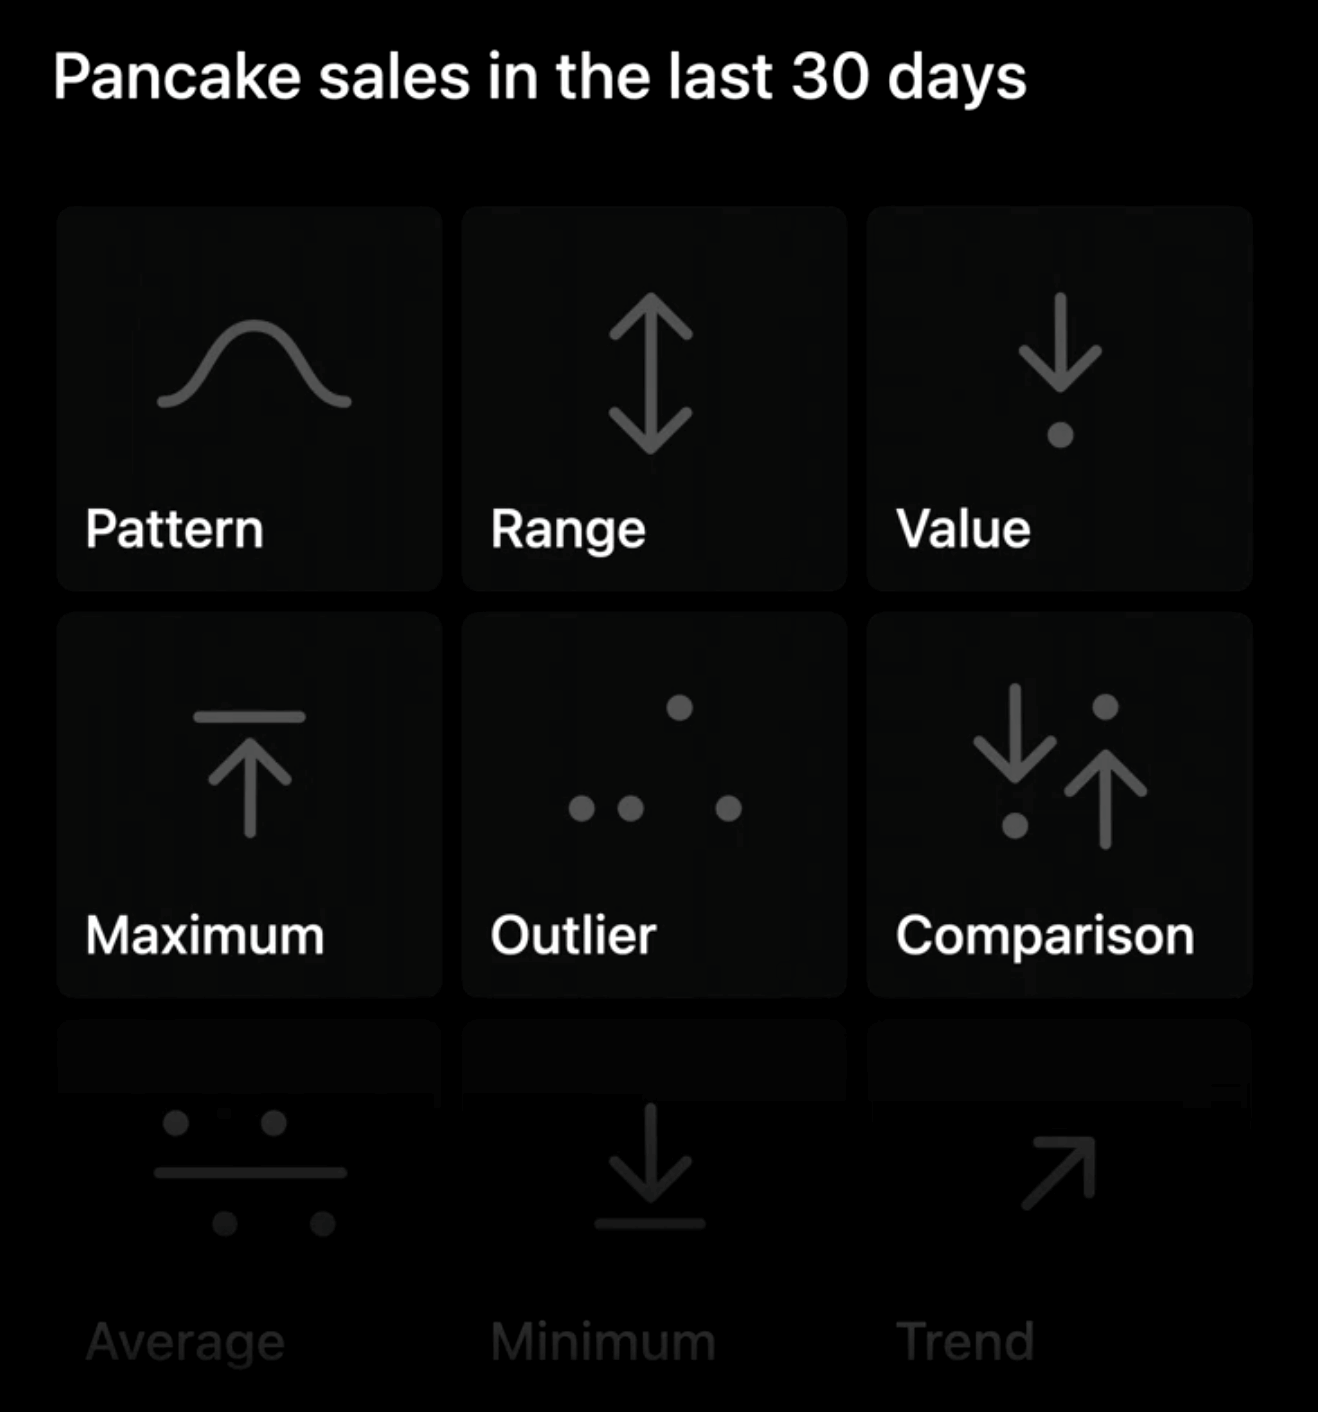 Pancake sales in the last 30 days
Pattern
Range
Value
Maximum
Outlier
Comparison
Average
Minimum
Trend